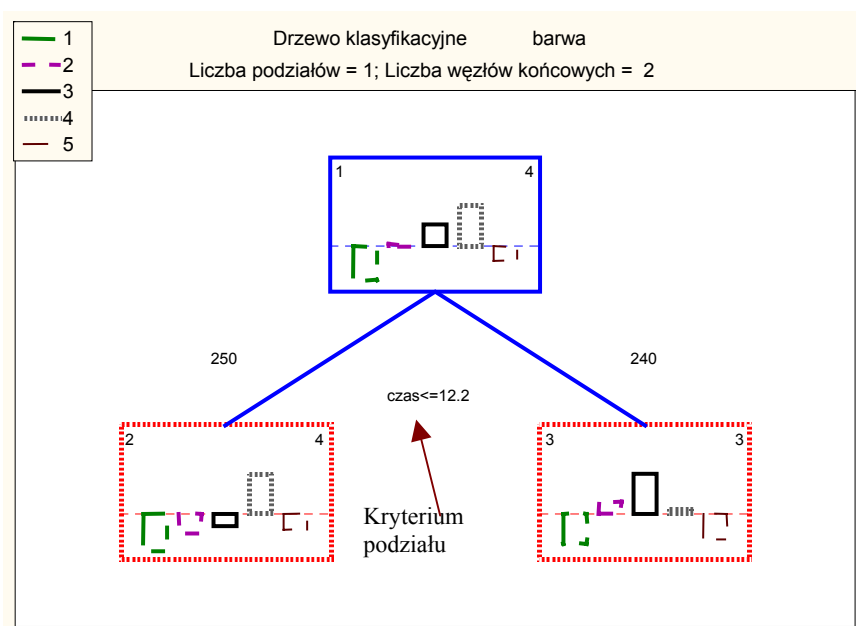 1
2
3
4
5
Drzewo klasyfikacyjne barwa
Liczba podziałów = 1; Liczba węzłów końcowych = 2
1 4
250 240
czas<=12.2
2 4
3 3
Kryterium
podziału